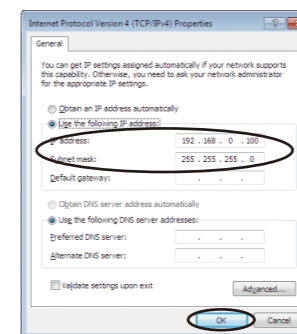 Internet Protocol Version 4 (TCP/IPv4) Properties
General
You can get IP settings assigned automatically if your network supports
this capability. Otherwise, you need to ask your network administrator
for the appropriate IP settings.
Obtain an IP address automatically
Use the following IP address:
IP address: 192 . 168 . 0 . 100
Subnet mask: 255 . 255 . 255 . 0
Default gateway: . . .
Obtain DNS server address automatically
Use the following DNS server addresses:
Preferred DNS server: . . .
Alternate DNS server: . . .
Validate settings upon exit
Advanced...
OK Cancel